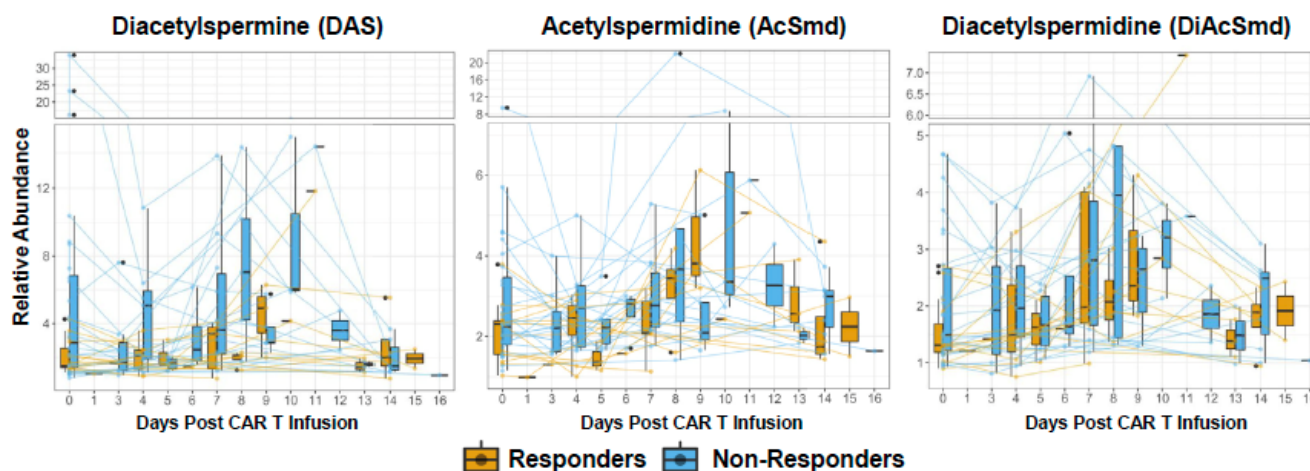 Diacetylspermine (DAS)
Acetylspermidine (AcSmd)
Diacetylspermidine (DiAcSmd)
Relative Abundance
30
25
20
12
8
4
20
16
12
8
6
4
2
7.0
6.5
6.0
5
4
3
2
1
0 1 3 4 5 6 7 8 9 10 11 12 13 14 15 16
0 1 3 4 5 6 7 8 9 10 11 12 13 14 15 16
0 1 3 4 5 6 7 8 9 10 11 12 13 14 15 1
Days Post CAR T Infusion
Days Post CAR T Infusion
Days Post CAR T Infusion
Responders
Non-Responders